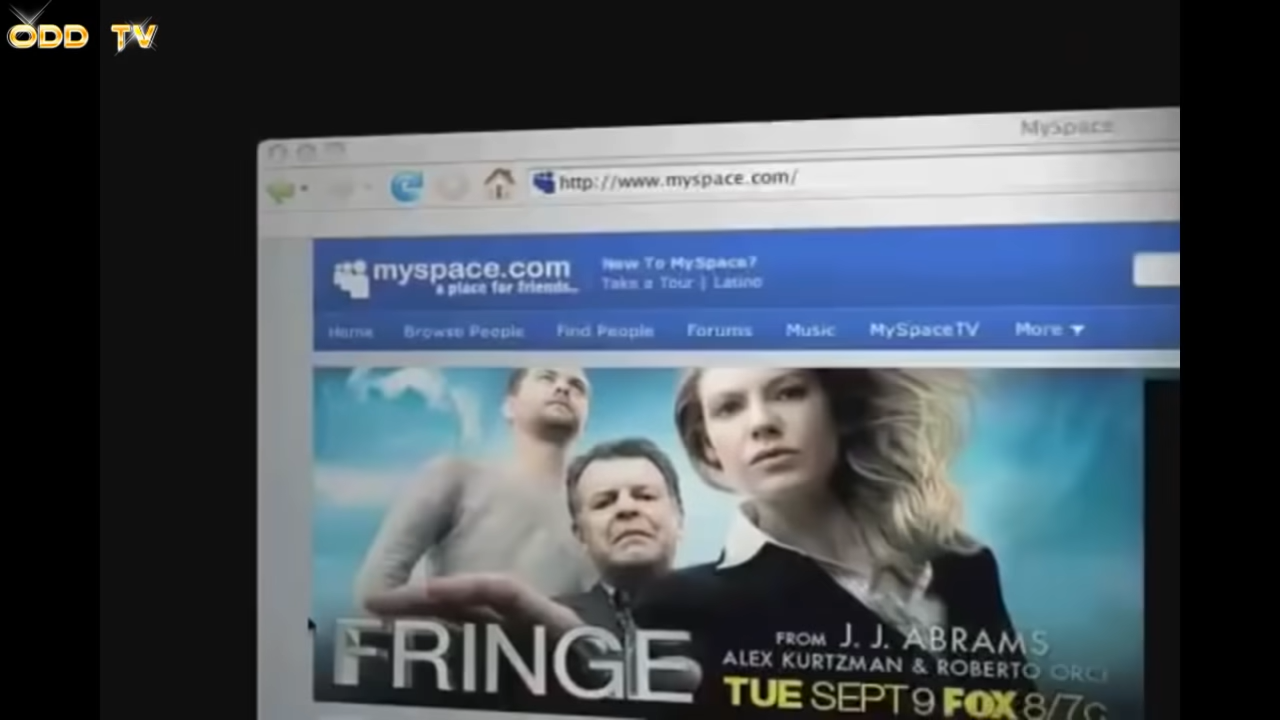 ODD TV
MySpace
http://www.myspace.com/
myspace.com
a place for friends
New To MySpace?
Take a Tour | Latino
Home Browse People Find People Forums Music MySpaceTV More
FRINGE
FROM J. J. ABRAMS
ALEX KURTZMAN & ROBERTO ORCI
TUE SEPT 9 FOX 8/7c